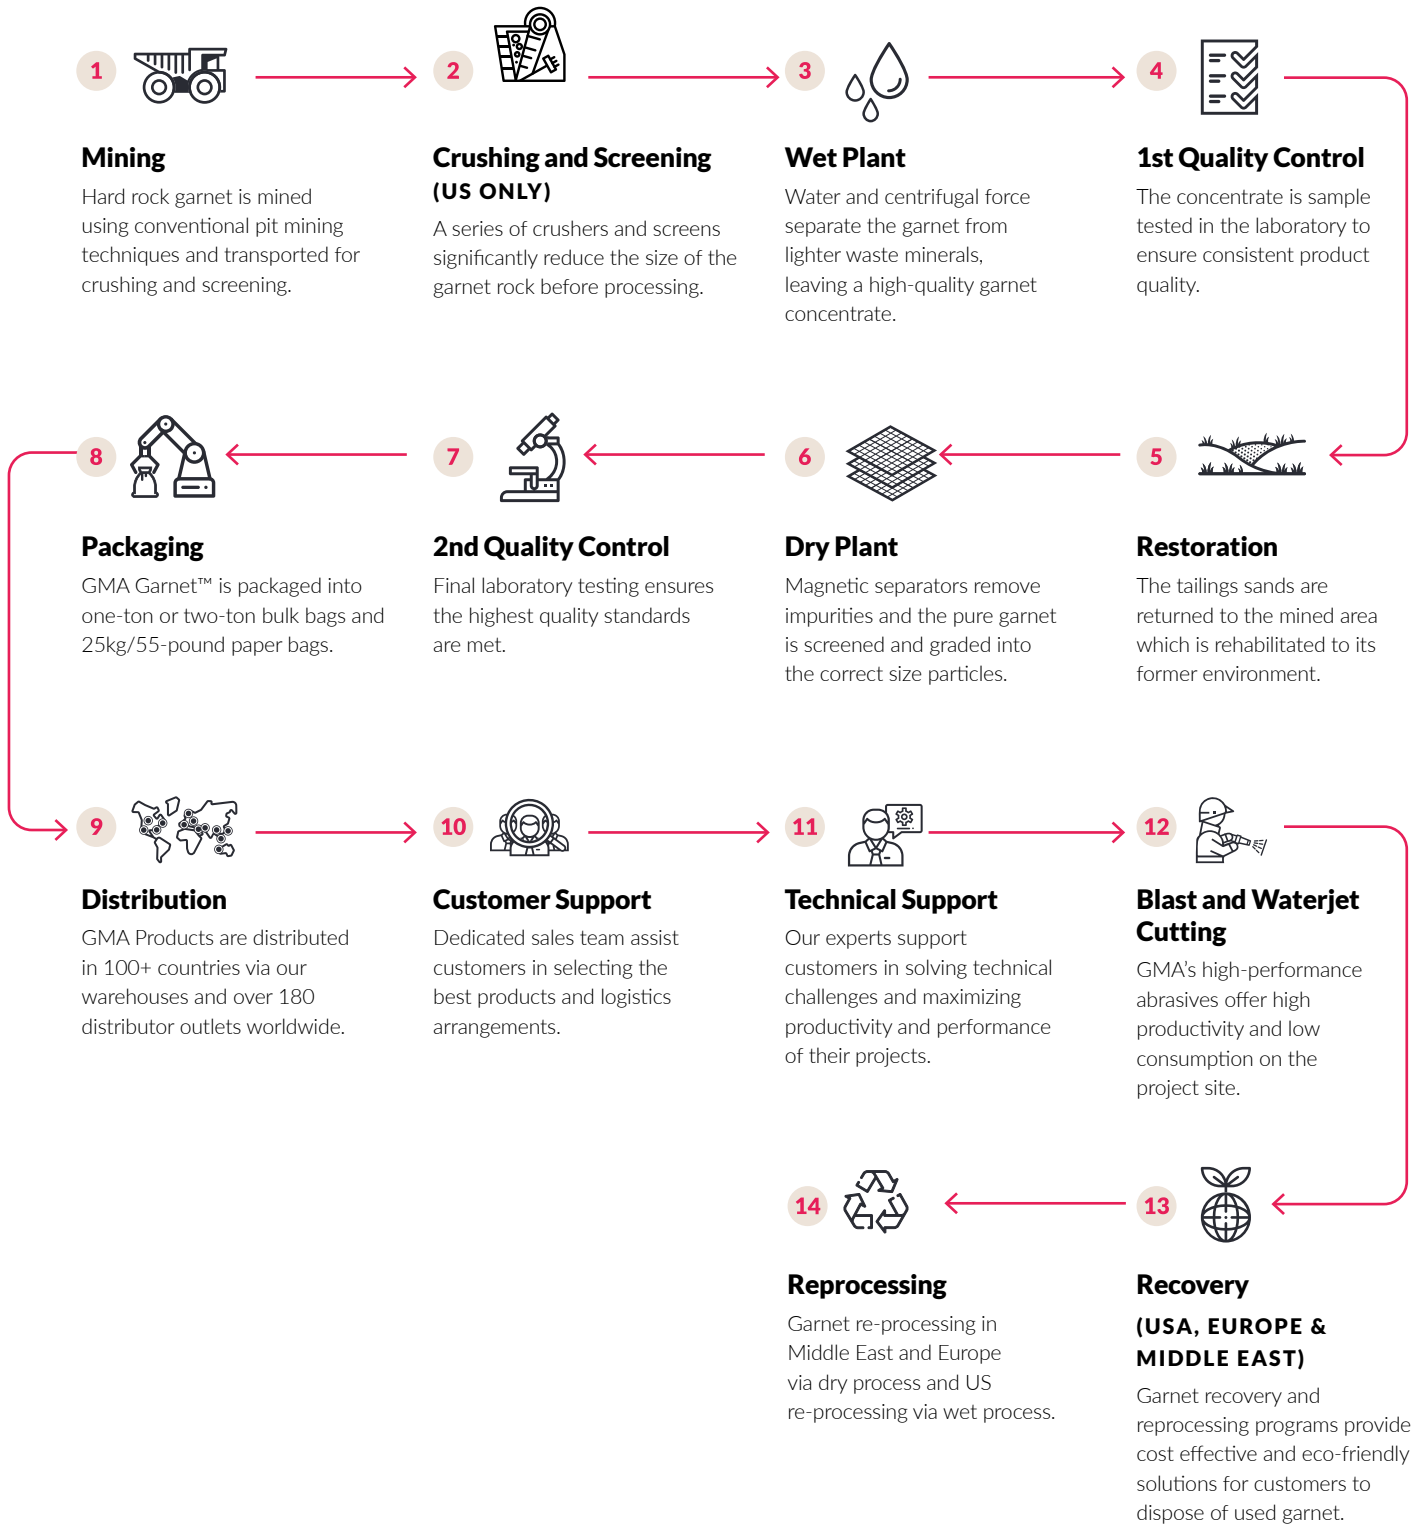 1
Mining
Hard rock garnet is mined
using conventional pit mining
techniques and transported for
crushing and screening.
2
Crushing and Screening
(US ONLY)
A series of crushers and screens
significantly reduce the size of the
garnet rock before processing.
3
Wet Plant
Water and centrifugal force
separate the garnet from
lighter waste minerals,
leaving a high-quality garnet
concentrate.
4
1st Quality Control
The concentrate is sample
tested in the laboratory to
ensure consistent product
quality.
5
Restoration
The tailings sands are
returned to the mined area
which is rehabilitated to its
former environment.
6
Dry Plant
Magnetic separators remove
impurities and the pure garnet
is screened and graded into
the correct size particles.
7
2nd Quality Control
Final laboratory testing ensures
the highest quality standards
are met.
8
Packaging
GMA Garnet™ is packaged into
one-ton or two-ton bulk bags and
25kg/55-pound paper bags.
9
Distribution
GMA Products are distributed
in 100+ countries via our
warehouses and over 180
distributor outlets worldwide.
10
Customer Support
Dedicated sales team assist
customers in selecting the
best products and logistics
arrangements.
11
Technical Support
Our experts support
customers in solving technical
challenges and maximizing
productivity and performance
of their projects.
12
Blast and Waterjet
Cutting
GMA's high-performance
abrasives offer high
productivity and low
consumption on the
project site.
13
Recovery
(USA, EUROPE &
MIDDLE EAST)
Garnet recovery and
reprocessing programs provide
cost effective and eco-friendly
solutions for customers to
dispose of used garnet.
14
Reprocessing
Garnet re-processing in
Middle East and Europe
via dry process and US
re-processing via wet process.